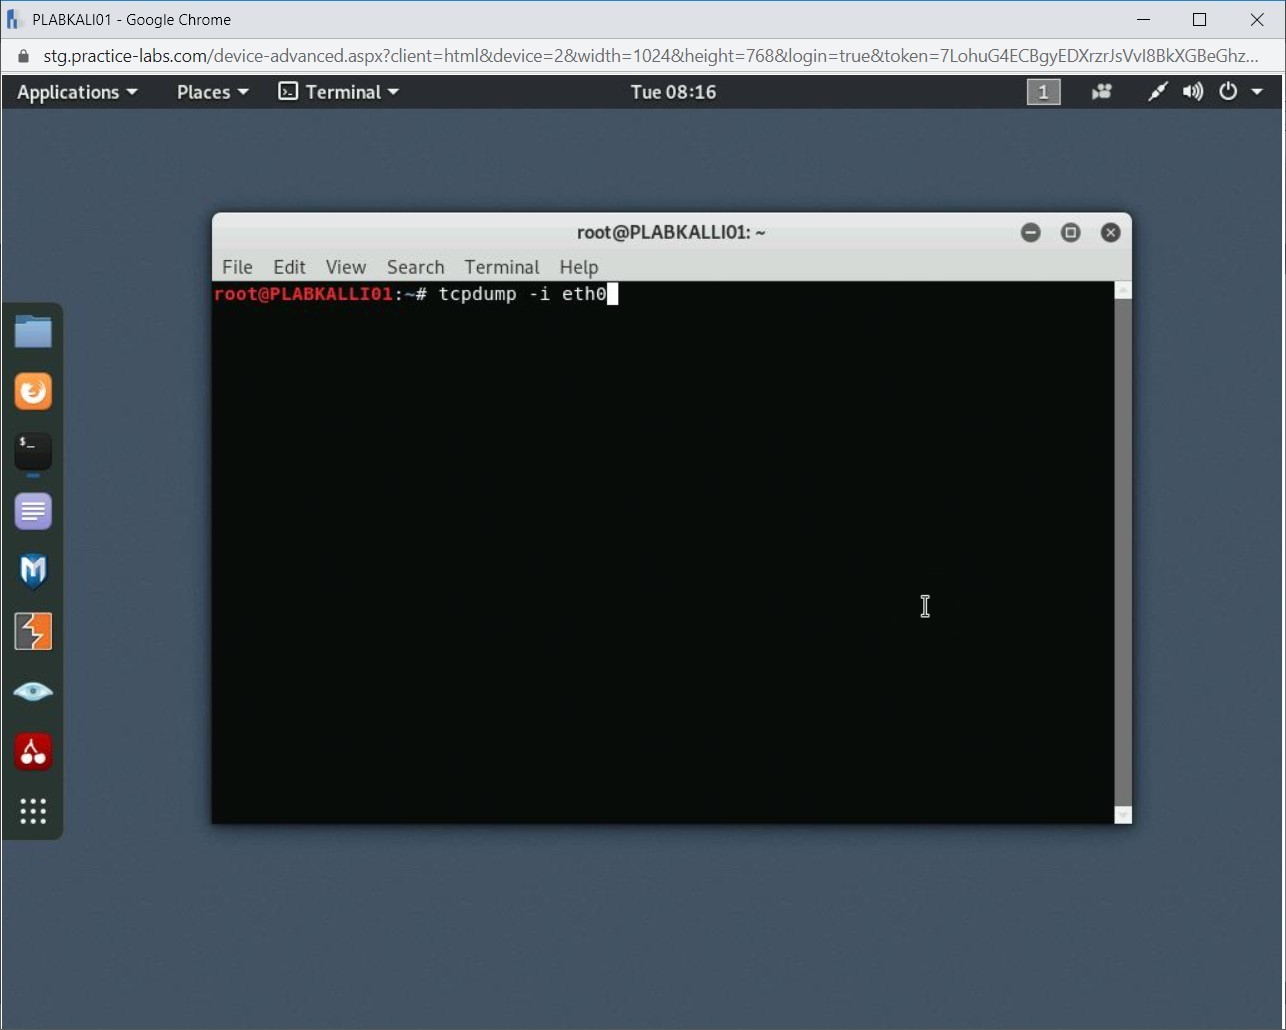 PLABKALI01 - Google Chrome
stg.practice-labs.com/device-advanced.aspx?client=html&device=2&width=1024&height=768&login=true&token=7LohuG4ECBgyEDXrzrJsVvI8BkXGBeGhz...
Applications Places Terminal Tue 08:16 1
root@PLABKALLI01: ~
File Edit View Search Terminal Help
root@PLABKALLI01:~# tcpdump -i eth0
$_